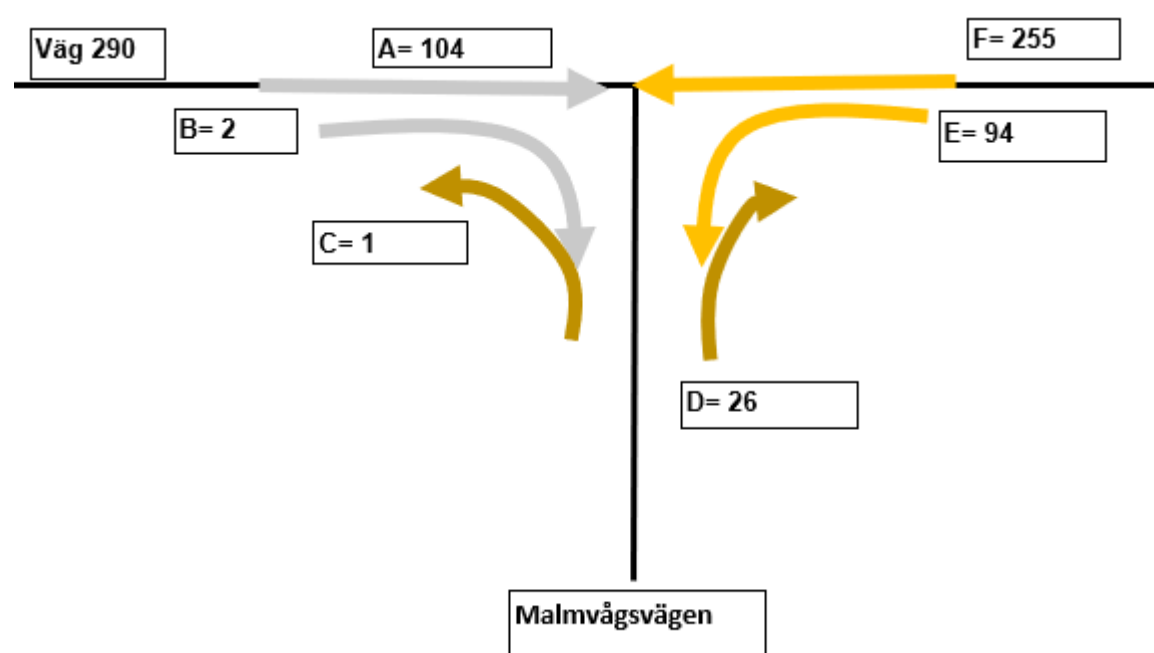 Väg 290
A= 104
F= 255
B= 2
E= 94
C= 1
D= 26
Malmvågsvägen